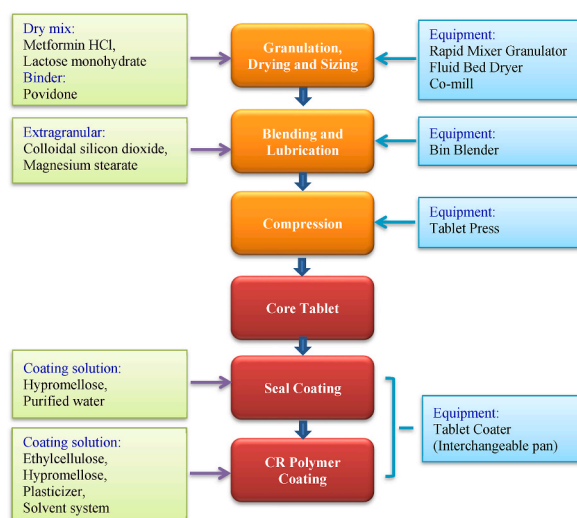 Dry mix:
Metformin HCl,
Lactose monohydrate
Binder:
Povidone
Granulation,
Drying and Sizing
Equipment:
Rapid Mixer Granulator
Fluid Bed Dryer
Co-mill
Extragranular:
Colloidal silicon dioxide,
Magnesium stearate
Blending and
Lubrication
Equipment:
Bin Blender
Compression
Equipment:
Tablet Press
Core Tablet
Coating solution:
Hypromellose,
Purified water
Seal Coating
Equipment:
Tablet Coater
(Interchangeable pan)
Coating solution:
Ethylcellulose,
Hypromellose,
Plasticizer,
Solvent system
CR Polymer
Coating